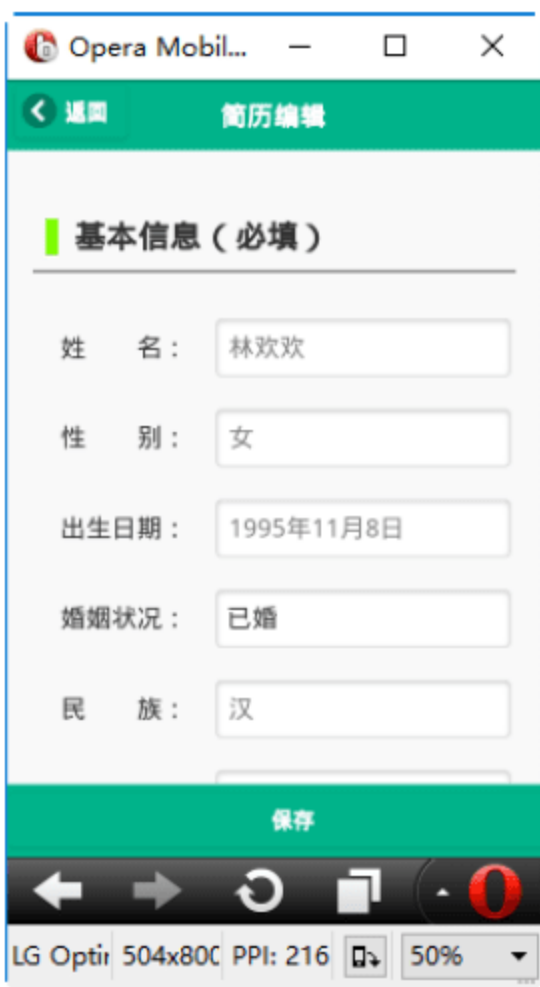 Opera Mobil...
返回 简历编辑
基本信息（必填）
姓 名： 林欢欢
性 别： 女
出生日期： 1995年11月8日
婚姻状况： 已婚
民 族： 汉
保存
LG Optir 504x800 PPI: 216 50%